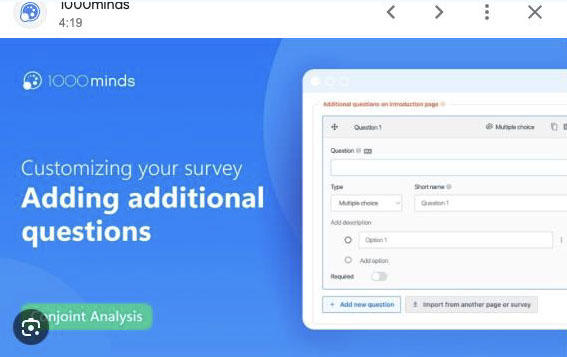 1000minds
4:19
1000minds
Customizing your survey
Adding additional
questions
Conjoint Analysis
Additional questions on introduction page
Question 1
Multiple choice
Question
Type
Short name
Multiple choice
Question 1
Add description
Option 1
Add option
Required
+ Add new question
Import from another page or survey